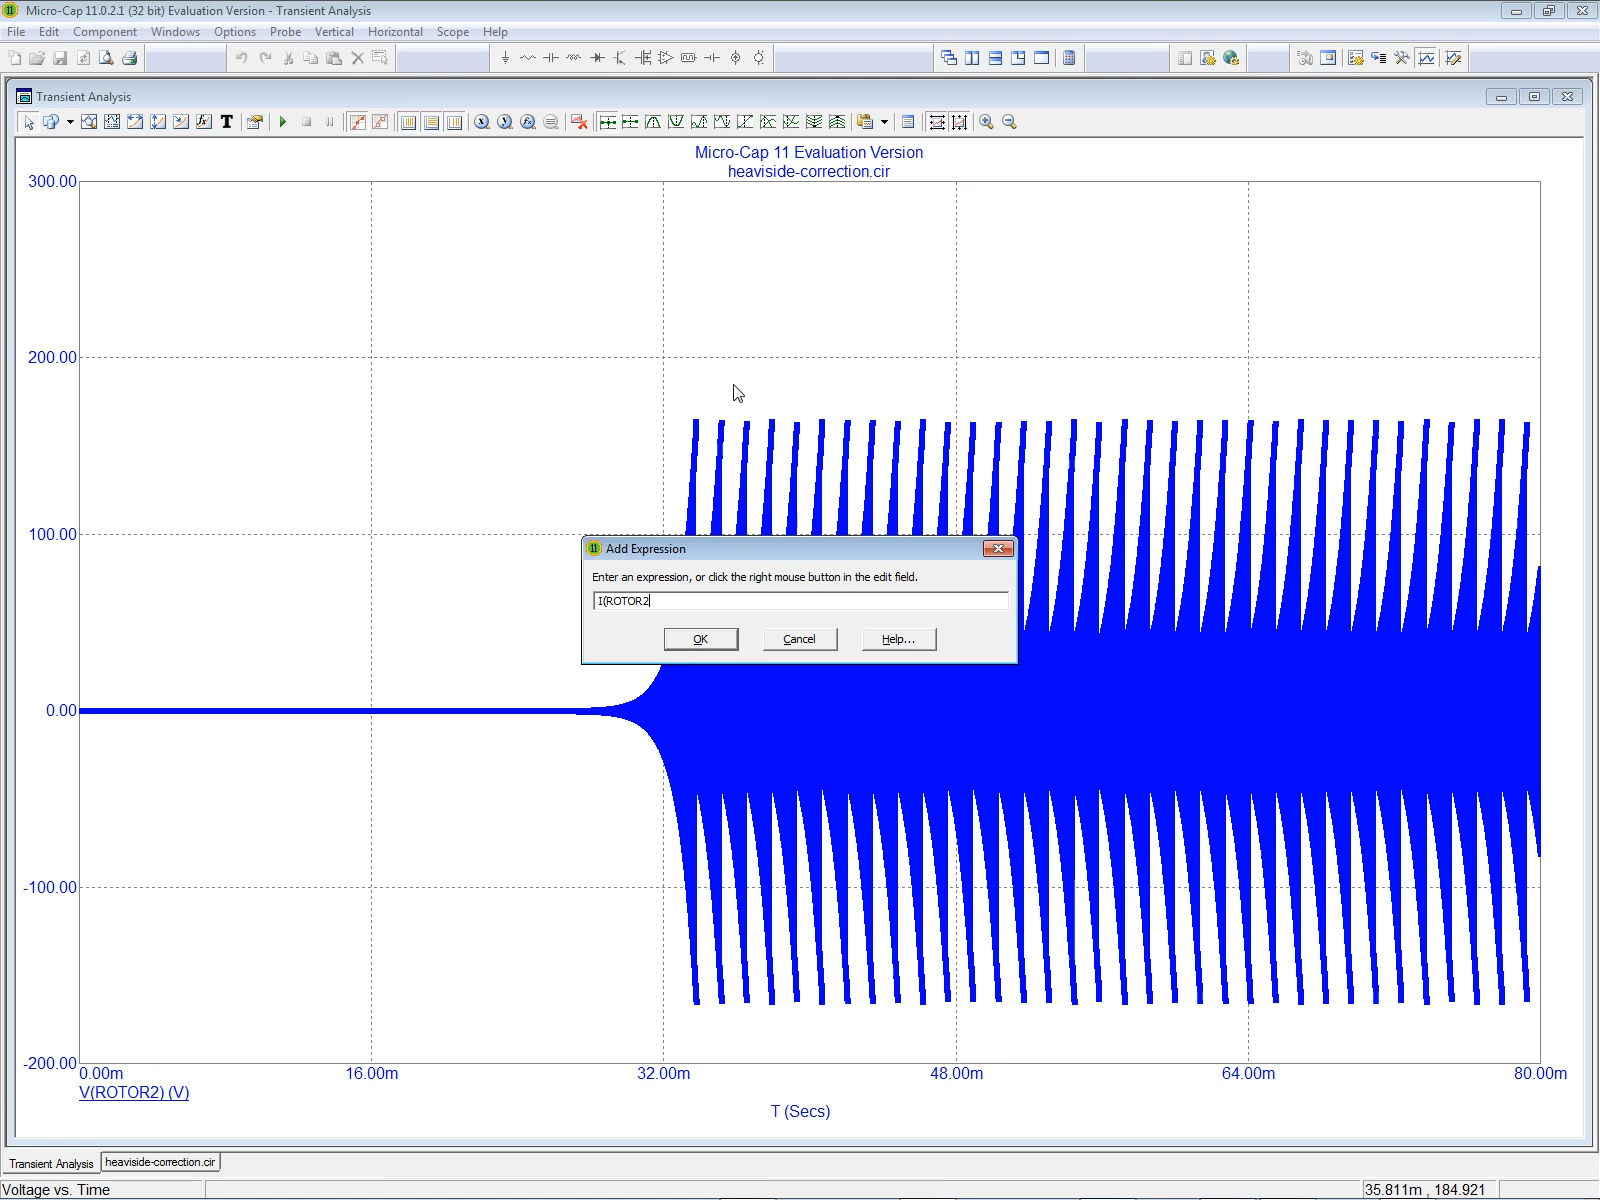 Micro-Cap 11.0.2.1 (32 bit) Evaluation Version - Transient Analysis
File Edit Component Windows Options Probe Vertical Horizontal Scope Help
Transient Analysis
Micro-Cap 11 Evaluation Version
heaviside-correction.cir
300.00
200.00
100.00
0.00
-100.00
-200.00
Add Expression
Enter an expression, or click the right mouse button in the edit field.
I(ROTOR2
OK Cancel Help...
0.00m 16.00m 32.00m 48.00m 64.00m 80.00m
V(ROTOR2) (V)
T (Secs)
Transient Analysis heaviside-correction.cir
Voltage vs. Time 35.811m , 184.921